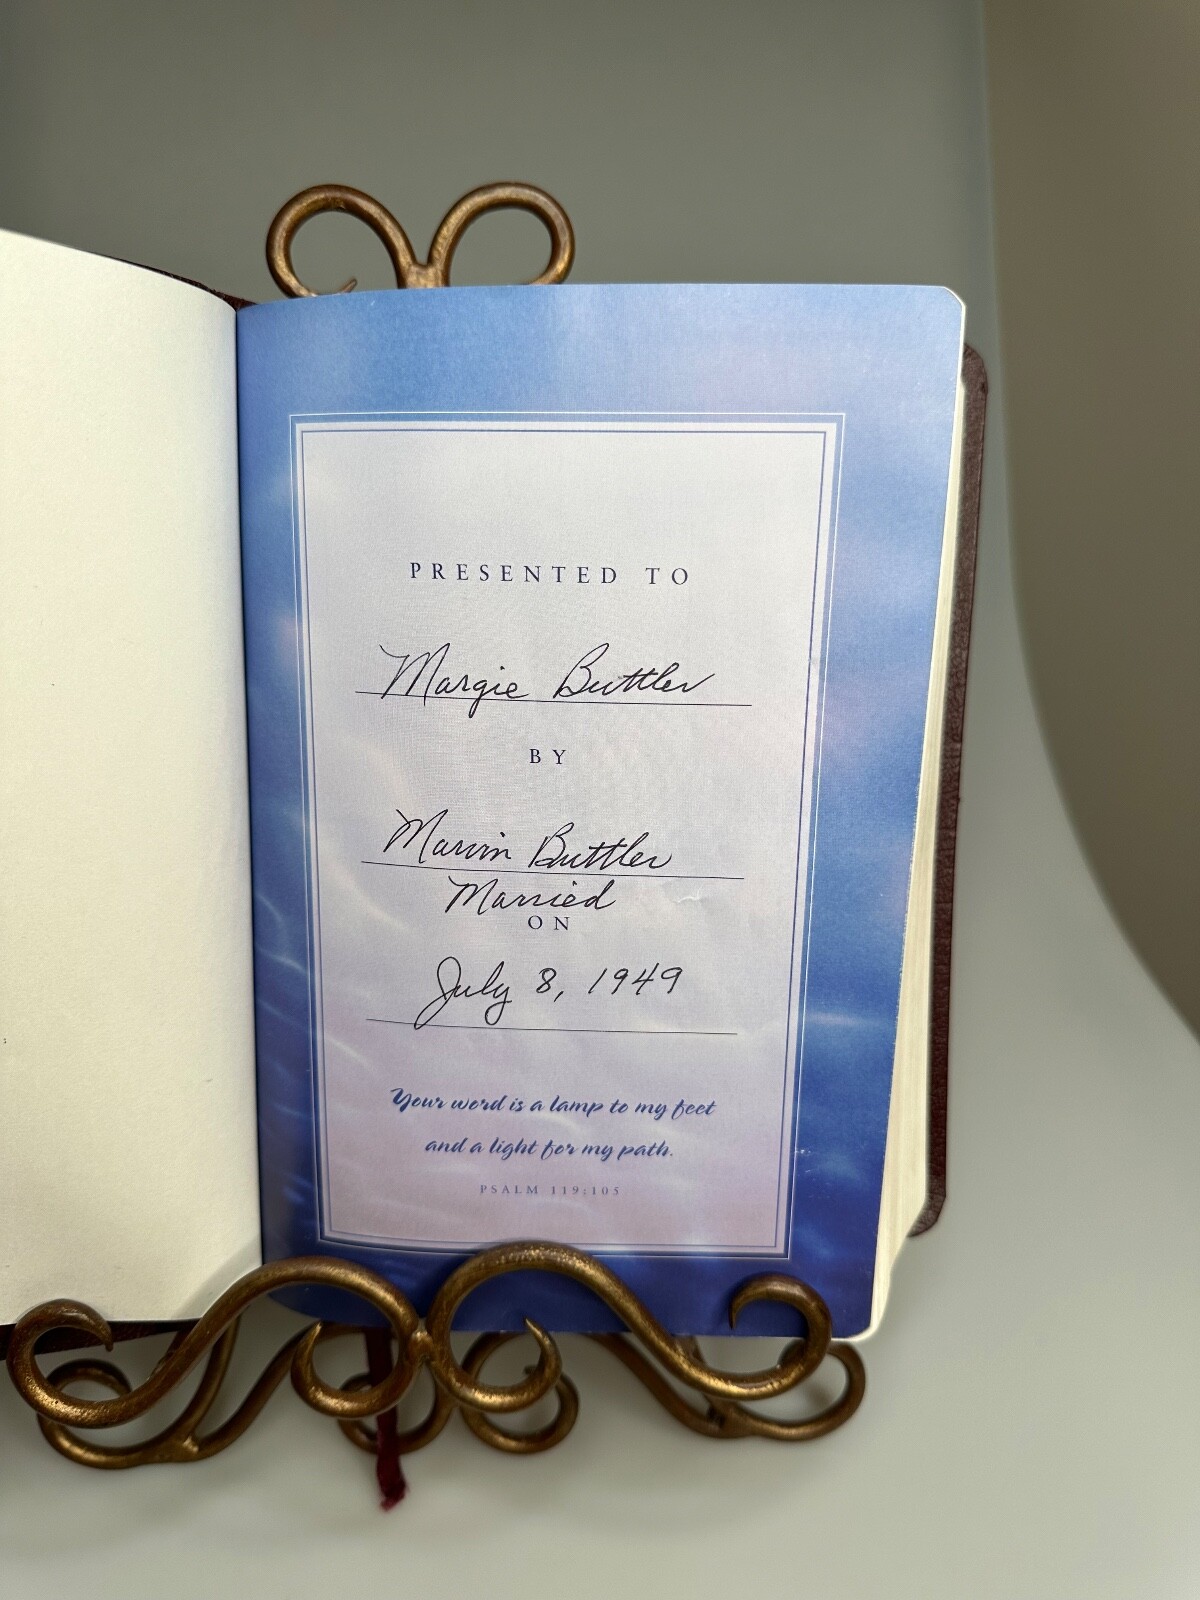 PRESENTED TO
Margie Buttler
BY
Marvin Buttler
Married
ON
July 8, 1949
Your word is a lamp to my feet
and a light for my path.
PSALM 119:105